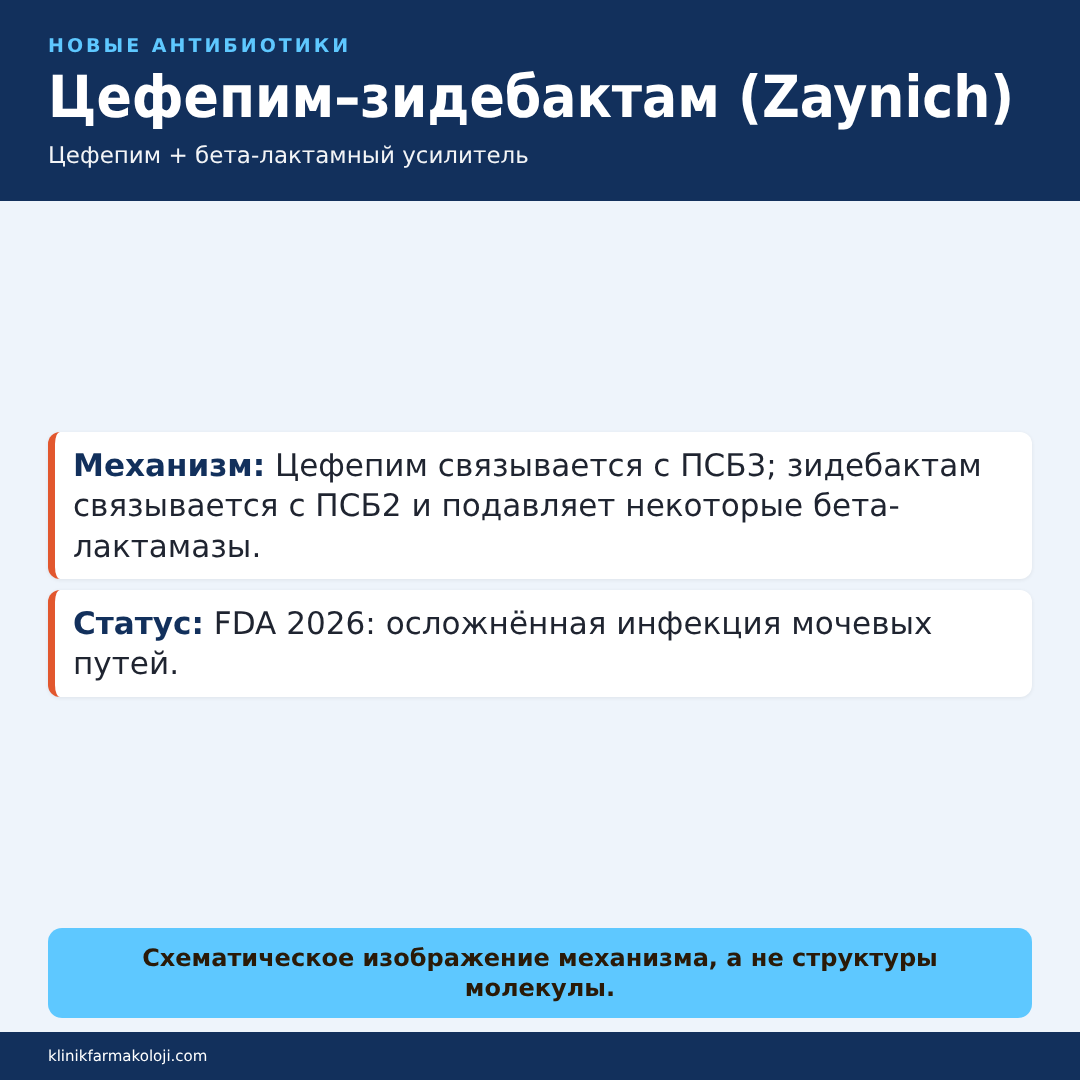 НОВЫЕ АНТИБИОТИКИ
Цефепим–зидебактам (Zaynich)
Цефепим + бета-лактамный усилитель
Механизм: Цефепим связывается с ПСБ3; зидебактам
связывается с ПСБ2 и подавляет некоторые бета-
лактамазы.
Статус: FDA 2026: осложнённая инфекция мочевых
путей.
Схематическое изображение механизма, а не структуры
молекулы.
klinikfarmakoloji.com